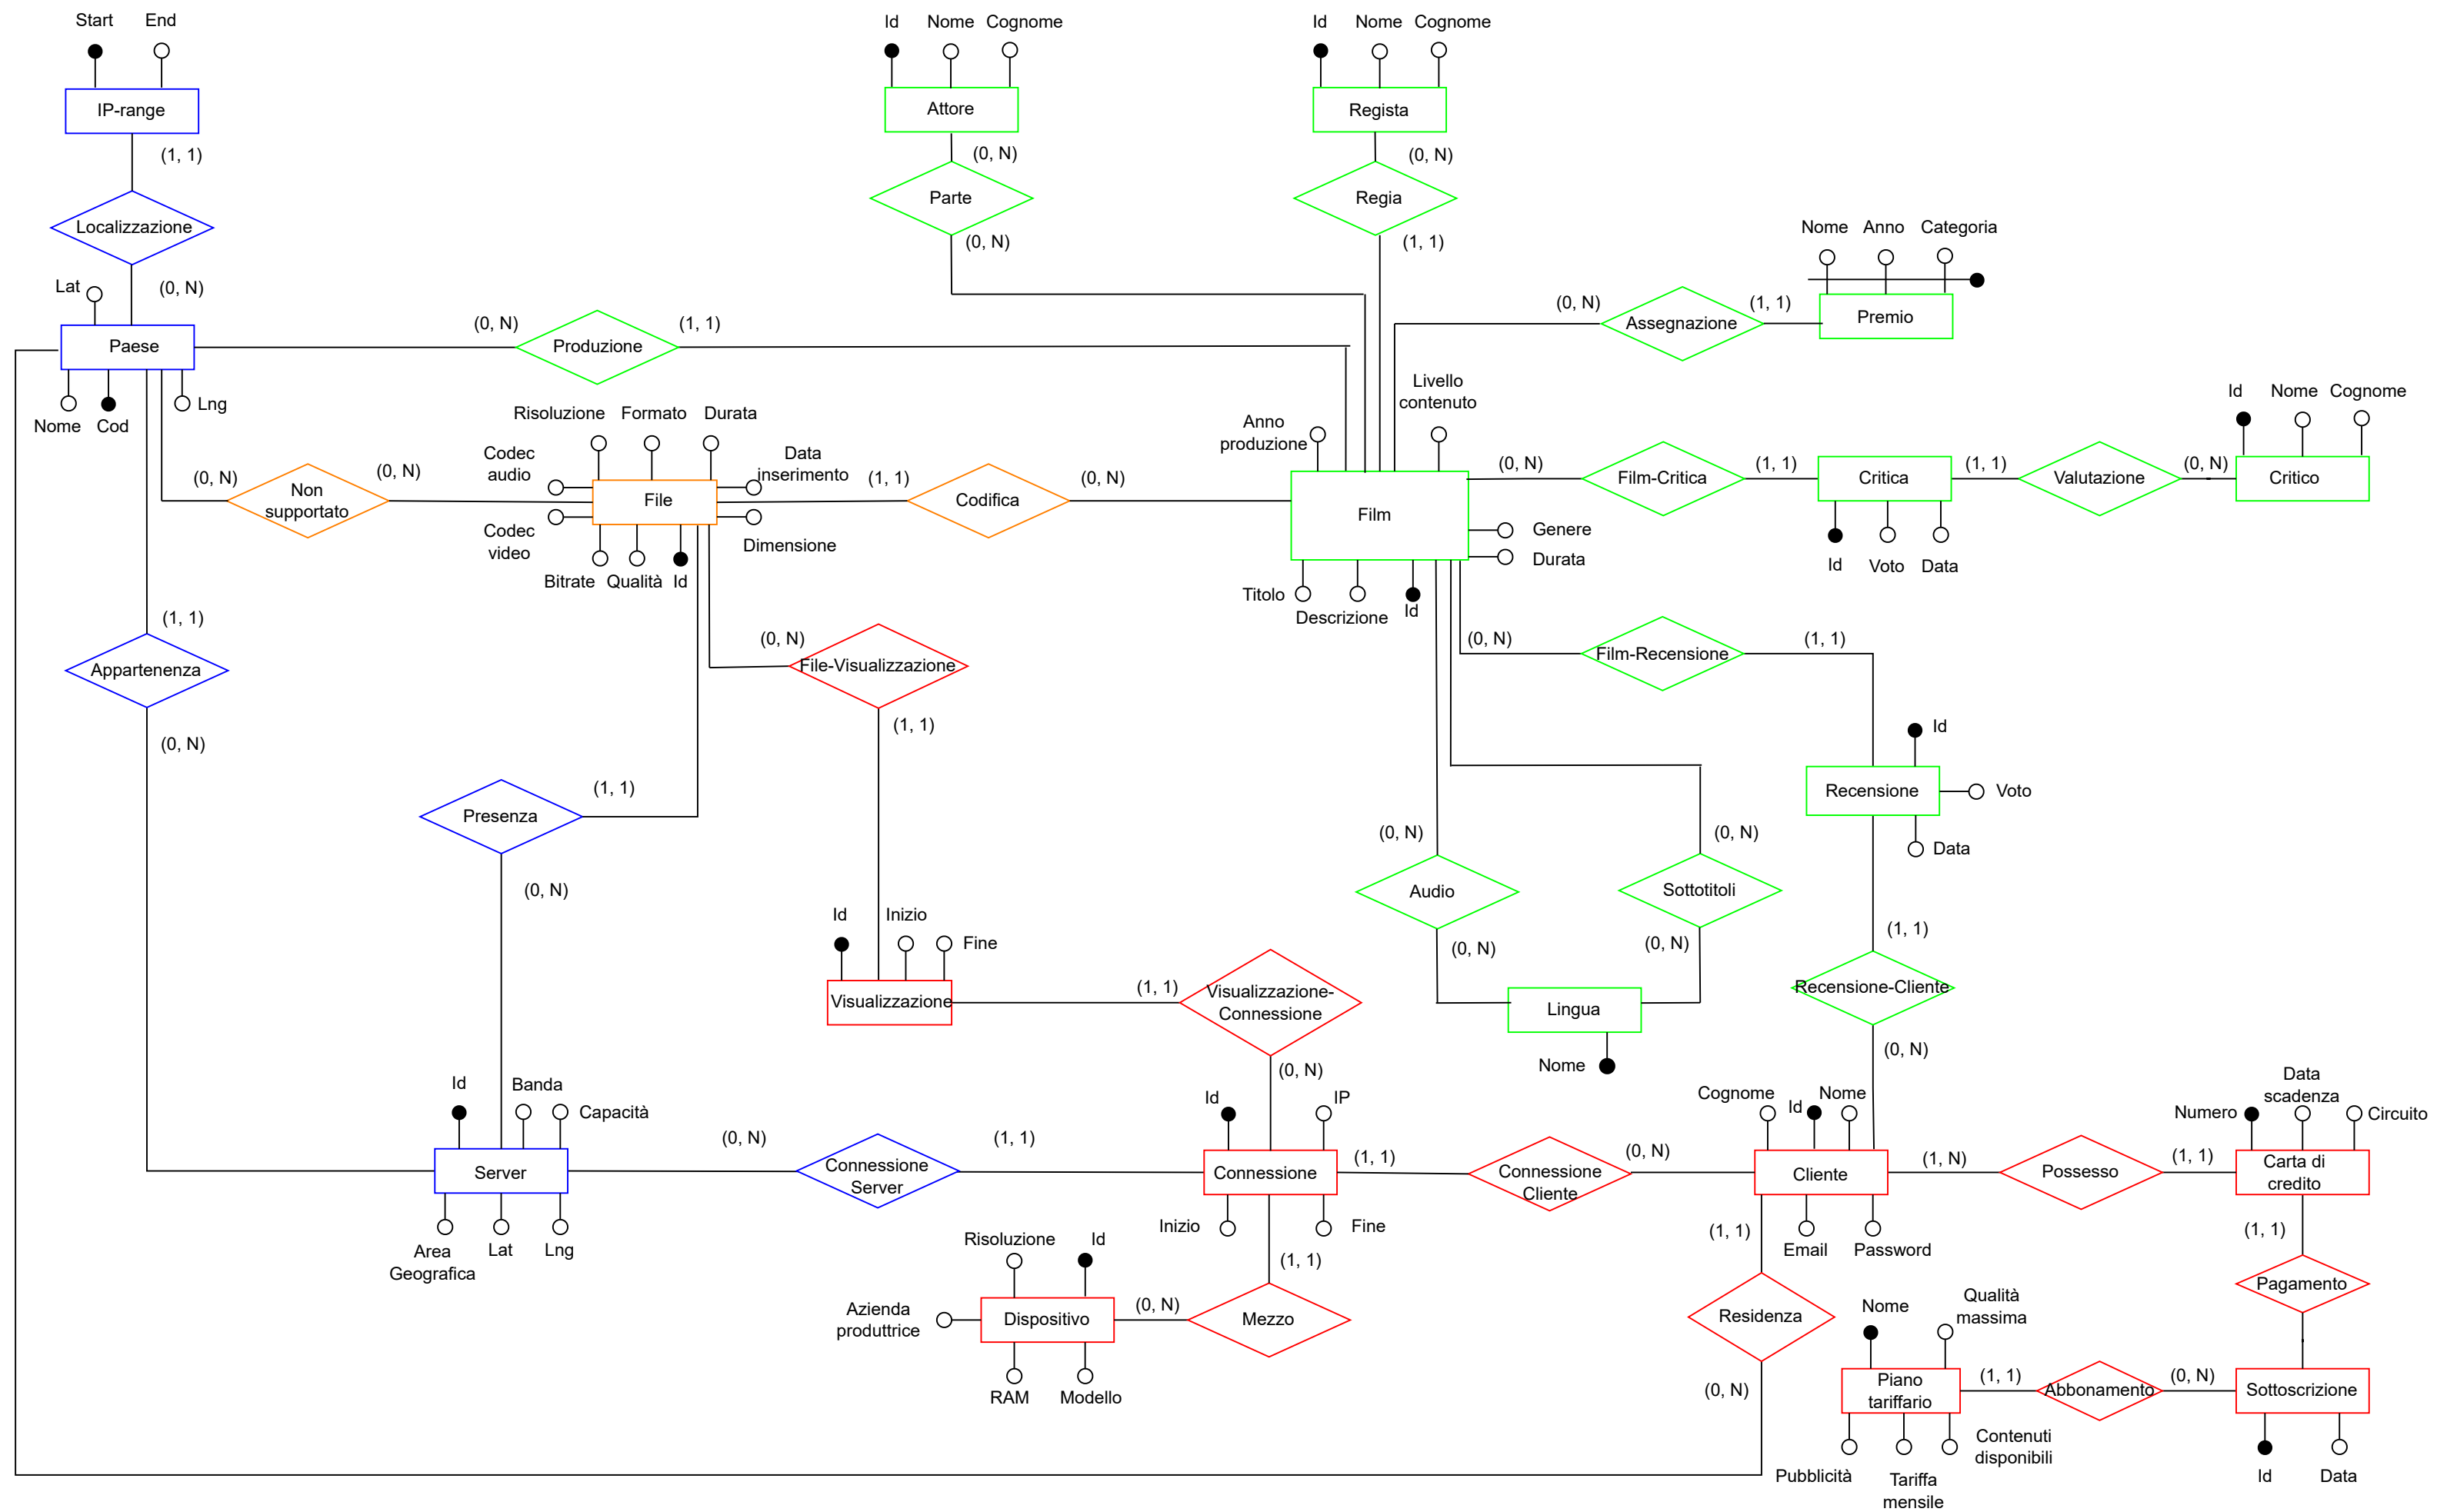 Start
End
Id
Nome
Cognome
Id
Nome
Cognome
IP-range
Attore
Regista
(1, 1)
(0, N)
(0, N)
Localizzazione
Parte
Regia
(0, N)
(1, 1)
Nome
Anno
Categoria
Lat
(0, N)
(0, N)
Produzione
(1, 1)
(0, N)
Assegnazione
(1, 1)
Premio
Paese
Nome
Cod
Lng
Risoluzione
Formato
Durata
Codec
audio
Data
inserimento
Anno
produzione
Livello
contenuto
Id
Nome
Cognome
(0, N)
Non
supportato
(0, N)
File
(1, 1)
Codifica
(0, N)
Film
(0, N)
Film-Critica
(1, 1)
Critica
(1, 1)
Valutazione
(0, N)
Critico
Codec
video
Dimensione
Bitrate
Qualità
Id
Genere
Durata
Id
Voto
Data
Titolo
Descrizione
Id
(1, 1)
Appartenenza
(0, N)
(0, N)
File-Visualizzazione
(1, 1)
(0, N)
Film-Recensione
(1, 1)
Id
Recensione
Voto
Data
Presenza
(1, 1)
(0, N)
(0, N)
(0, N)
Audio
Sottotitoli
(0, N)
(0, N)
(1, 1)
Id
Inizio
Fine
Visualizzazione
(1, 1)
Visualizzazione-
Connessione
Lingua
Nome
Recensione-Cliente
(0, N)
(0, N)
Id
Banda
Capacità
Id
IP
Cognome
Id
Nome
Numero
Data
scadenza
Circuito
Server
(0, N)
Connessione
Server
(1, 1)
Connessione
(1, 1)
Connessione
Cliente
(0, N)
Cliente
(1, N)
Possesso
(1, 1)
Carta di
credito
Area
Geografica
Lat
Lng
Inizio
Fine
(1, 1)
Email
Password
(1, 1)
Risoluzione
Id
(1, 1)
Pagamento
Azienda
produttrice
Dispositivo
(0, N)
Mezzo
Residenza
Nome
Qualità
massima
RAM
Modello
(0, N)
Piano
tariffario
(1, 1)
Abbonamento
(0, N)
Sottoscrizione
Pubblicità
Tariffa
mensile
Contenuti
disponibili
Id
Data